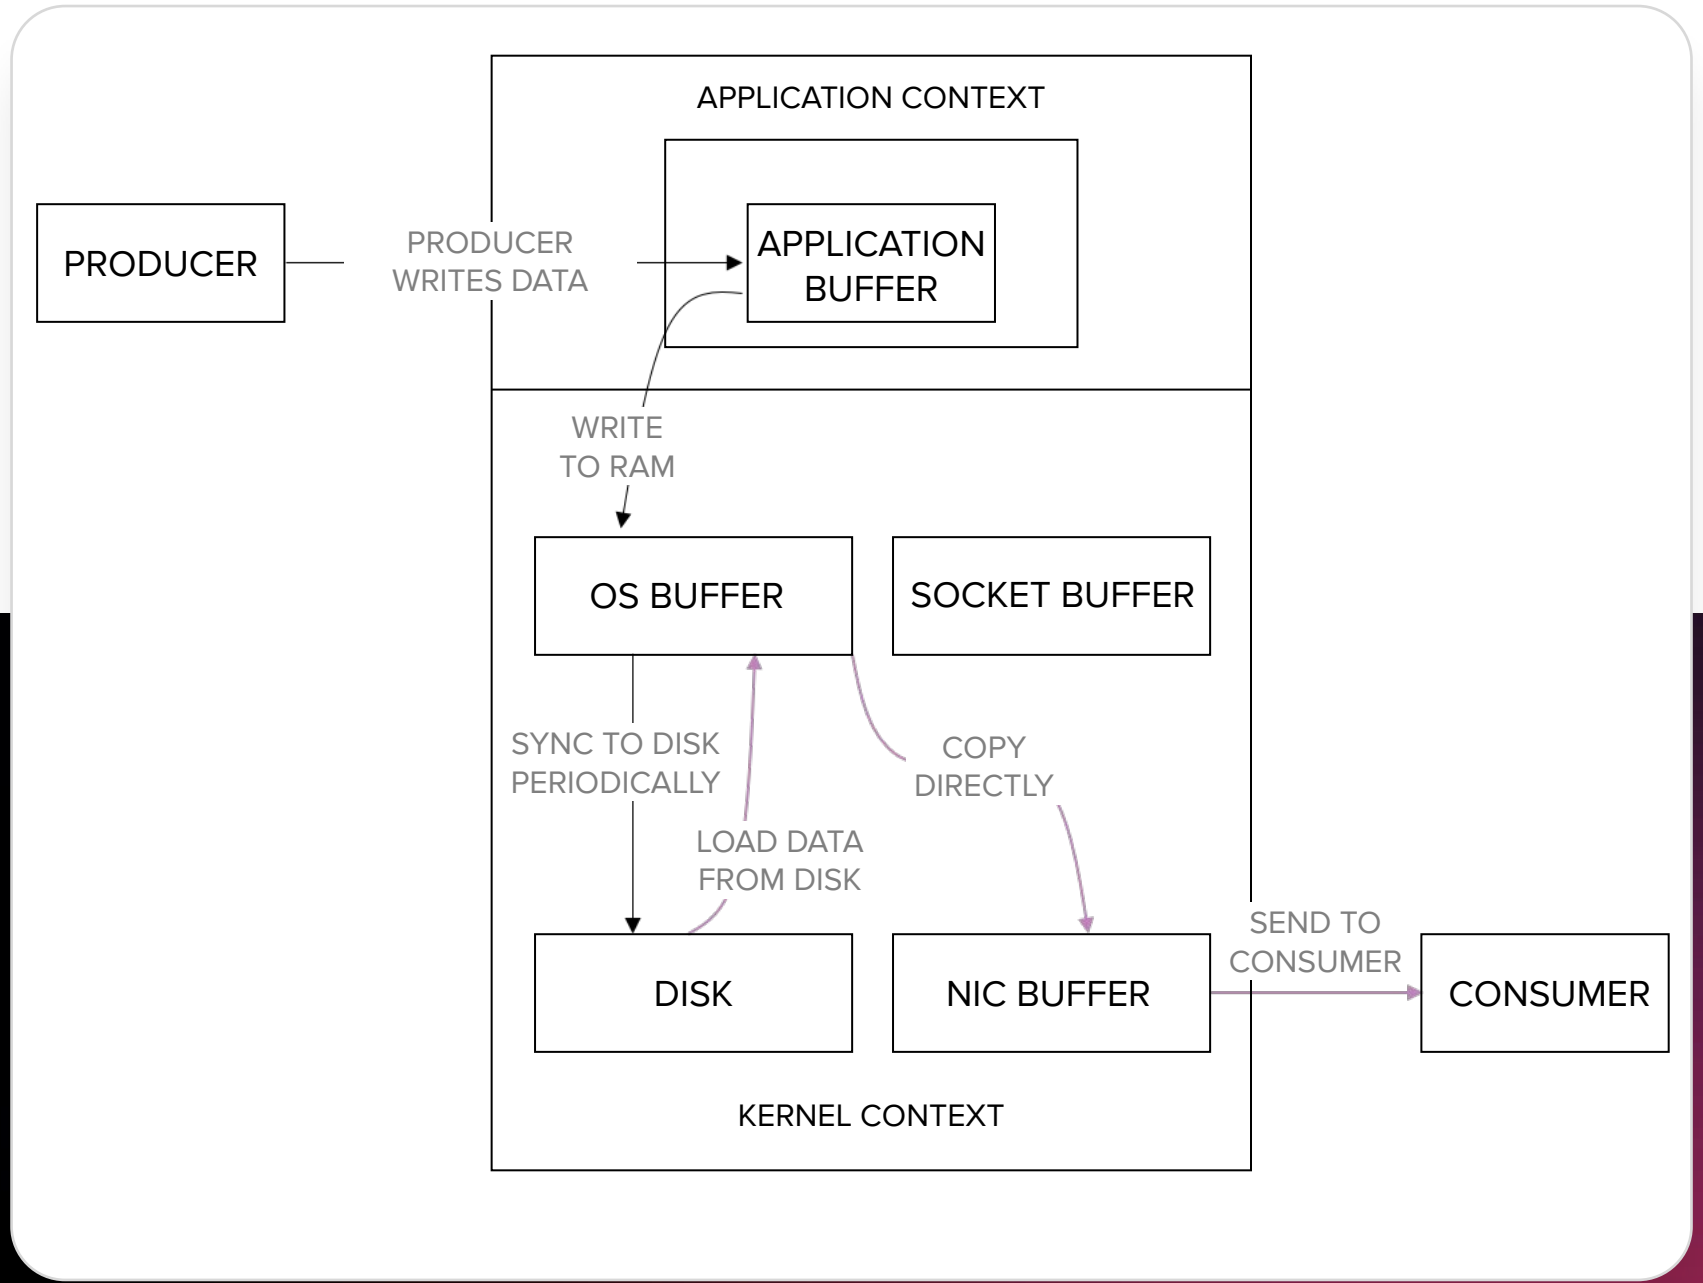 APPLICATION CONTEXT
PRODUCER
PRODUCER
WRITES DATA
APPLICATION
BUFFER
WRITE
TO RAM
OS BUFFER
SOCKET BUFFER
SYNC TO DISK
PERIODICALLY
COPY
DIRECTLY
LOAD DATA
FROM DISK
SEND TO
CONSUMER
DISK
NIC BUFFER
CONSUMER
KERNEL CONTEXT